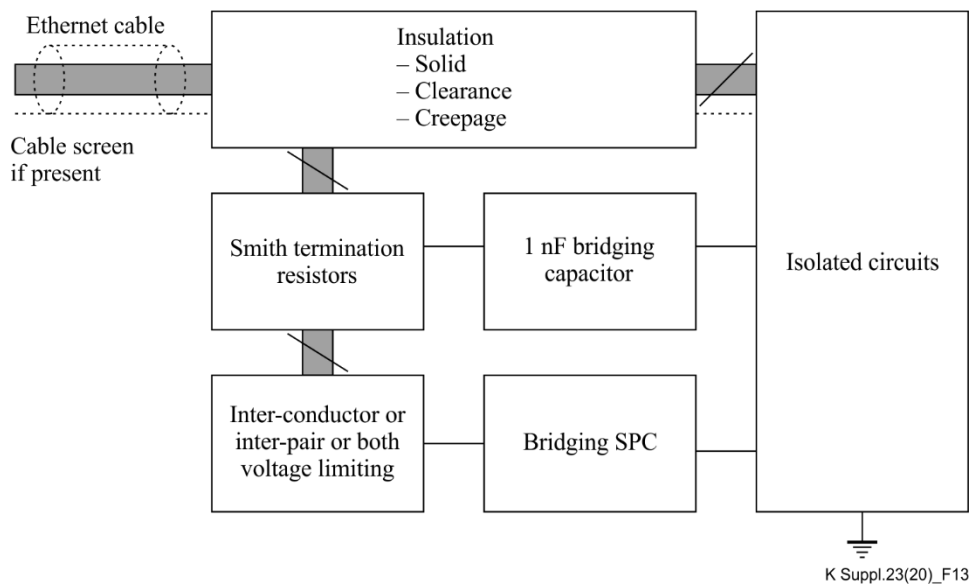 Ethernet cable
Cable screen
if present
Insulation
– Solid
– Clearance
– Creepage
Smith termination
resistors
1 nF bridging
capacitor
Isolated circuits
Inter-conductor or
inter-pair or both
voltage limiting
Bridging SPC
K Suppl.23(20)_F13